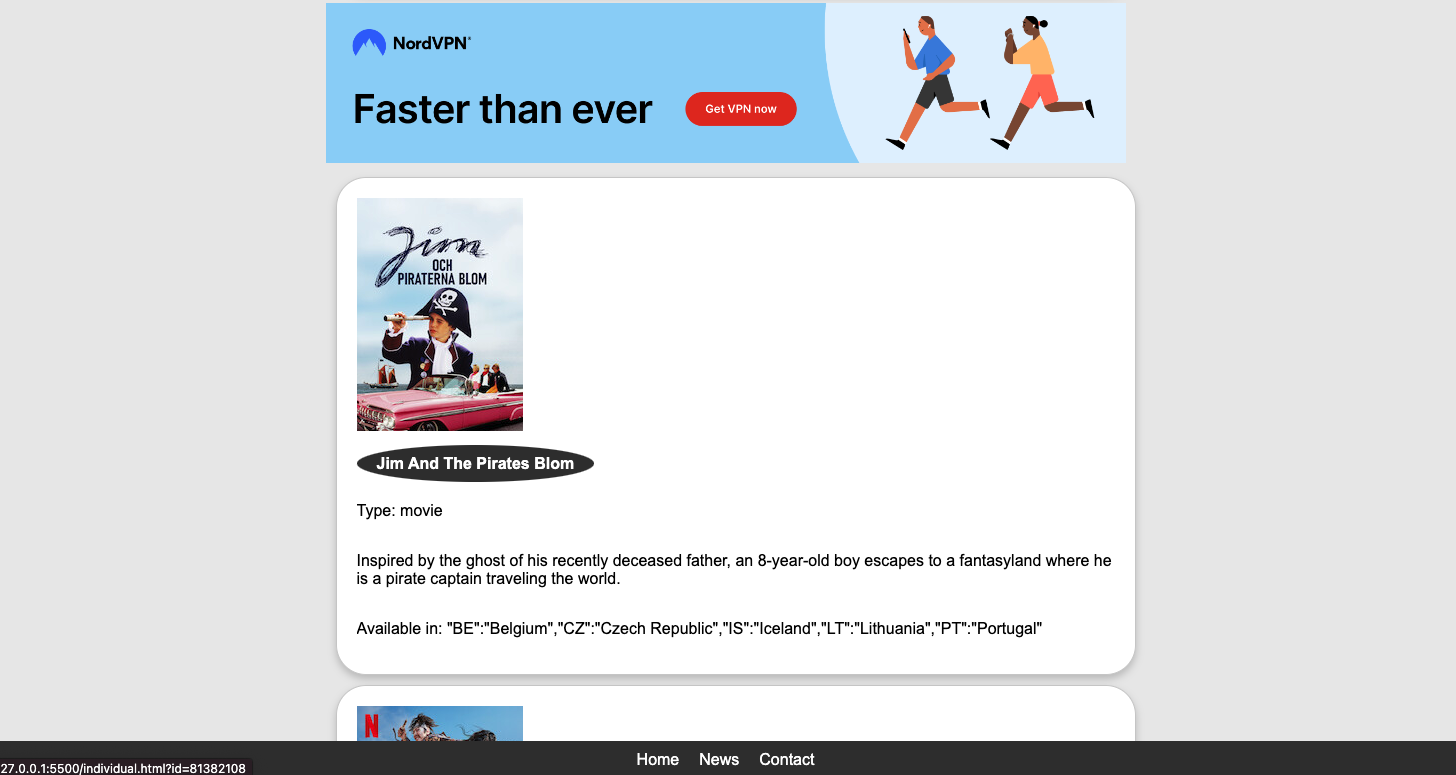 NordVPN®
Faster than ever
Get VPN now
Jim
OCH
PIRATERNA BLOM
Jim And The Pirates Blom
Type: movie
Inspired by the ghost of his recently deceased father, an 8-year-old boy escapes to a fantasyland where he
is a pirate captain traveling the world.
Available in: "BE":"Belgium","CZ":"Czech Republic","IS":"Iceland","LT":"Lithuania","PT":"Portugal"
N
Home News Contact
27.0.0.1:5500/individual.html?id=81382108